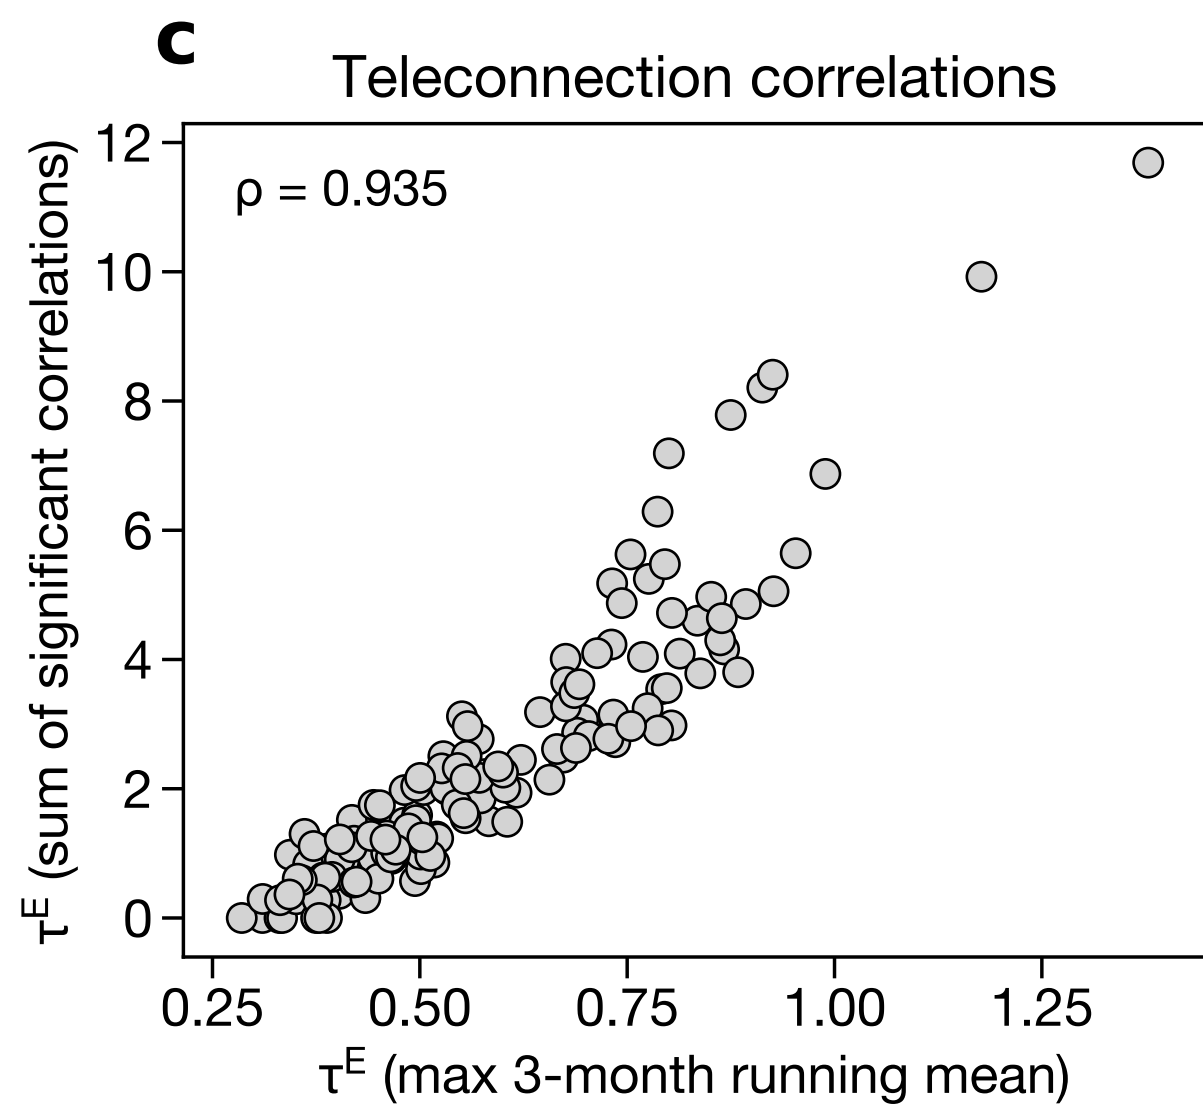 c
Teleconnection correlations
ρ = 0.935
τᴱ (sum of significant correlations)
12
10
8
6
4
2
0
0.25 0.50 0.75 1.00 1.25
τᴱ (max 3-month running mean)